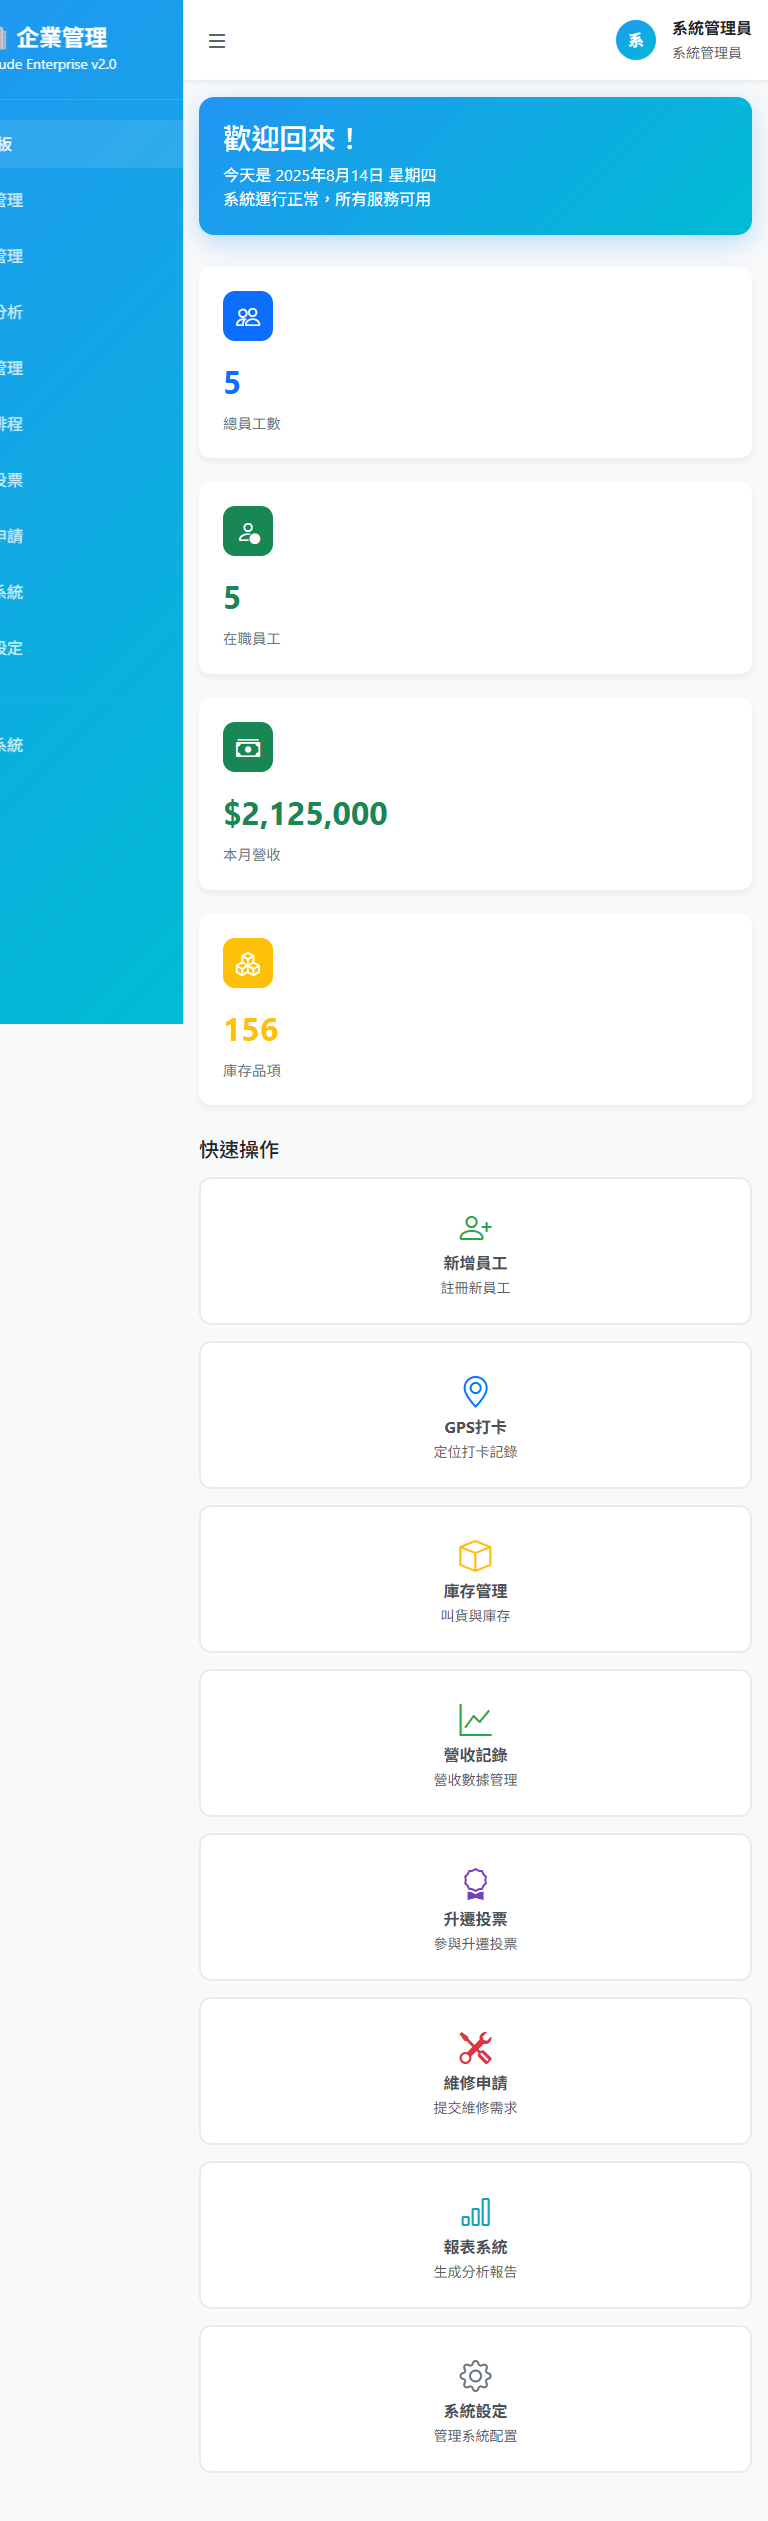 企業管理
ude Enterprise v2.0
板
管理
管理
分析
管理
排程
投票
申請
系統
設定
系統
系
系統管理員
系統管理員
歡迎回來！
今天是 2025年8月14日 星期四
系統運行正常，所有服務可用
5
總員工數
5
在職員工
$2,125,000
本月營收
156
庫存品項
快速操作
新增員工
註冊新員工
GPS打卡
定位打卡記錄
庫存管理
叫貨與庫存
營收記錄
營收數據管理
升遷投票
參與升遷投票
維修申請
提交維修需求
報表系統
生成分析報告
系統設定
管理系統配置